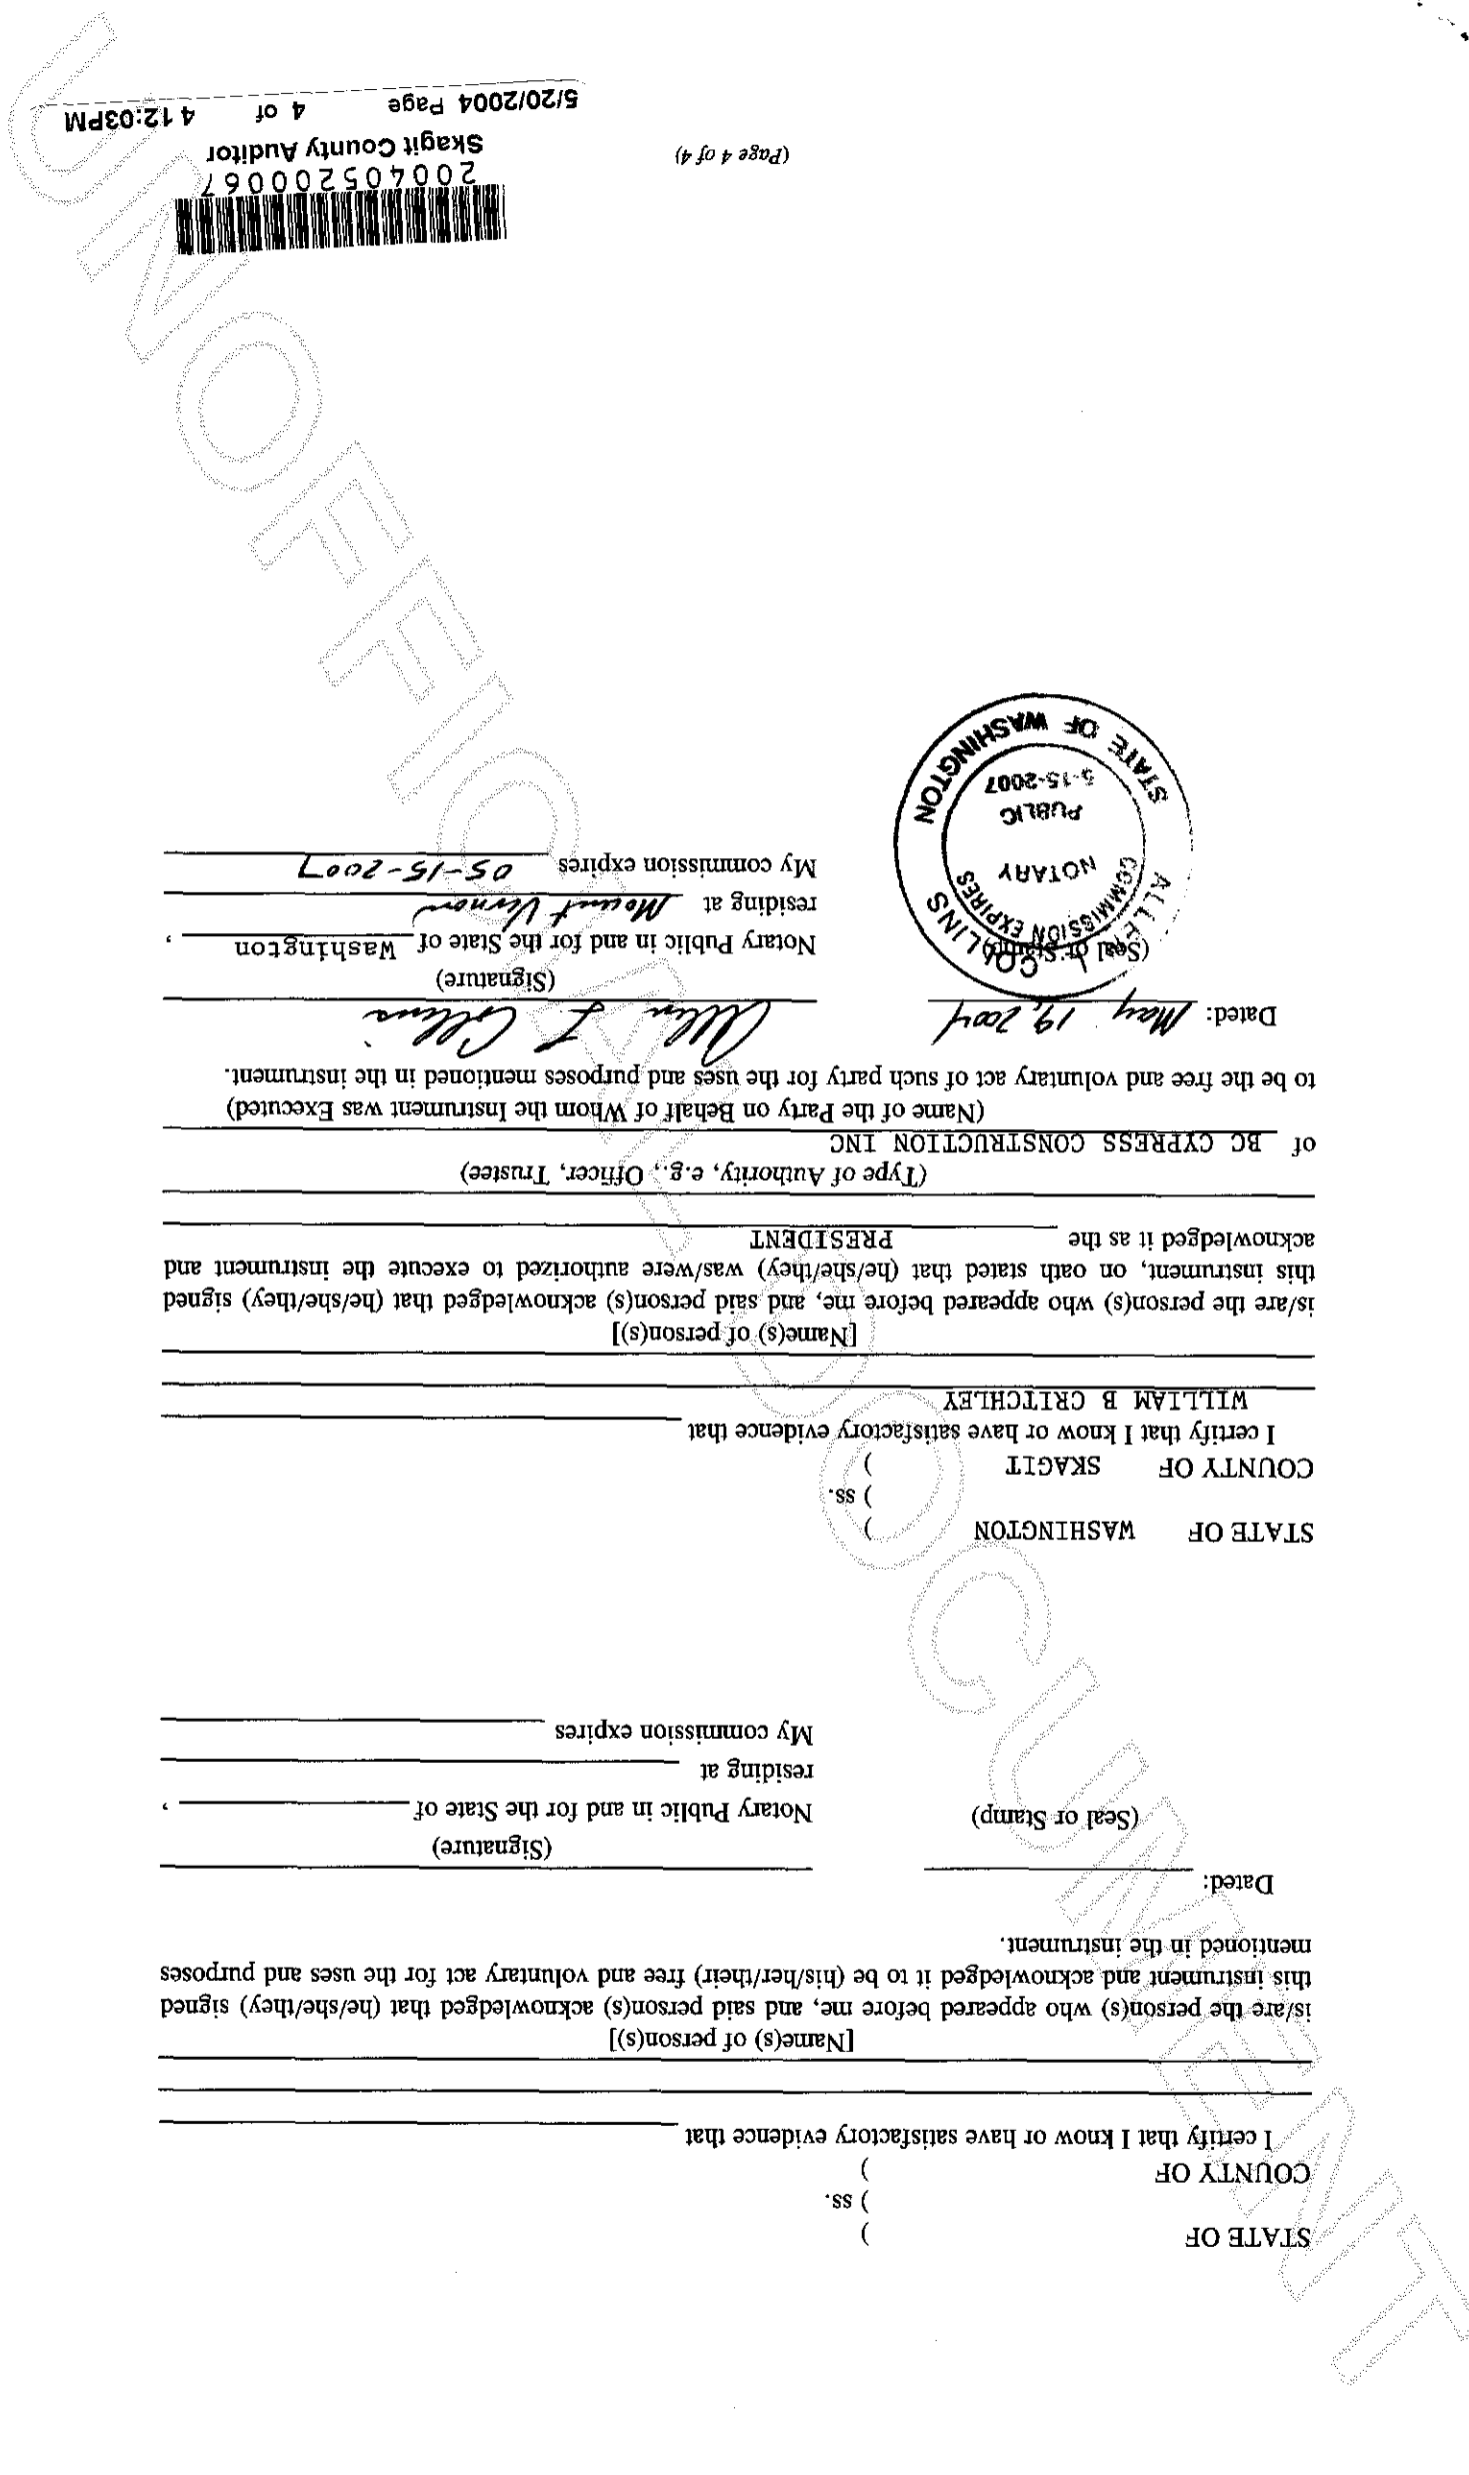 STATE OF )
) ss.
COUNTY OF )
I certify that I know or have satisfactory evidence that
[Name(s) of person(s)]
is/are the person(s) who appeared before me, and said person(s) acknowledged that (he/she/they) signed
this instrument and acknowledged it to be (his/her/their) free and voluntary act for the uses and purposes
mentioned in the instrument.
Dated:
(Signature)
(Seal or Stamp)
Notary Public in and for the State of ,
residing at
My commission expires
STATE OF WASHINGTON )
) ss.
COUNTY OF SKAGIT )
I certify that I know or have satisfactory evidence that
WILLIAM B CRITCHLEY
[Name(s) of person(s)]
is/are the person(s) who appeared before me, and said person(s) acknowledged that (he/she/they) signed
this instrument, on oath stated that (he/she/they) was/were authorized to execute the instrument and
acknowledged it as the PRESIDENT
(Type of Authority, e.g., Officer, Trustee)
of BC CYPRESS CONSTRUCTION INC
(Name of the Party on Behalf of Whom the Instrument was Executed)
to be the free and voluntary act of such party for the uses and purposes mentioned in the instrument.
Dated: May 19, 2004
Allen L Collins
(Signature)
(Seal or Stamp)
Notary Public in and for the State of Washington ,
residing at Mount Vernon
My commission expires 05-15-2007
ALLEN L COLLINS
COMMISSION EXPIRES
NOTARY
PUBLIC
5-15-2007
STATE OF WASHINGTON
(Page 4 of 4)
200405200067
Skagit County Auditor
5/20/2004 Page 4 of 4 12:03PM
UNOFFICIAL DOCUMENT